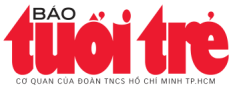 BÁO
tuổi trẻ
CƠ QUAN CỦA ĐOÀN TNCS HỒ CHÍ MINH TP.HCM